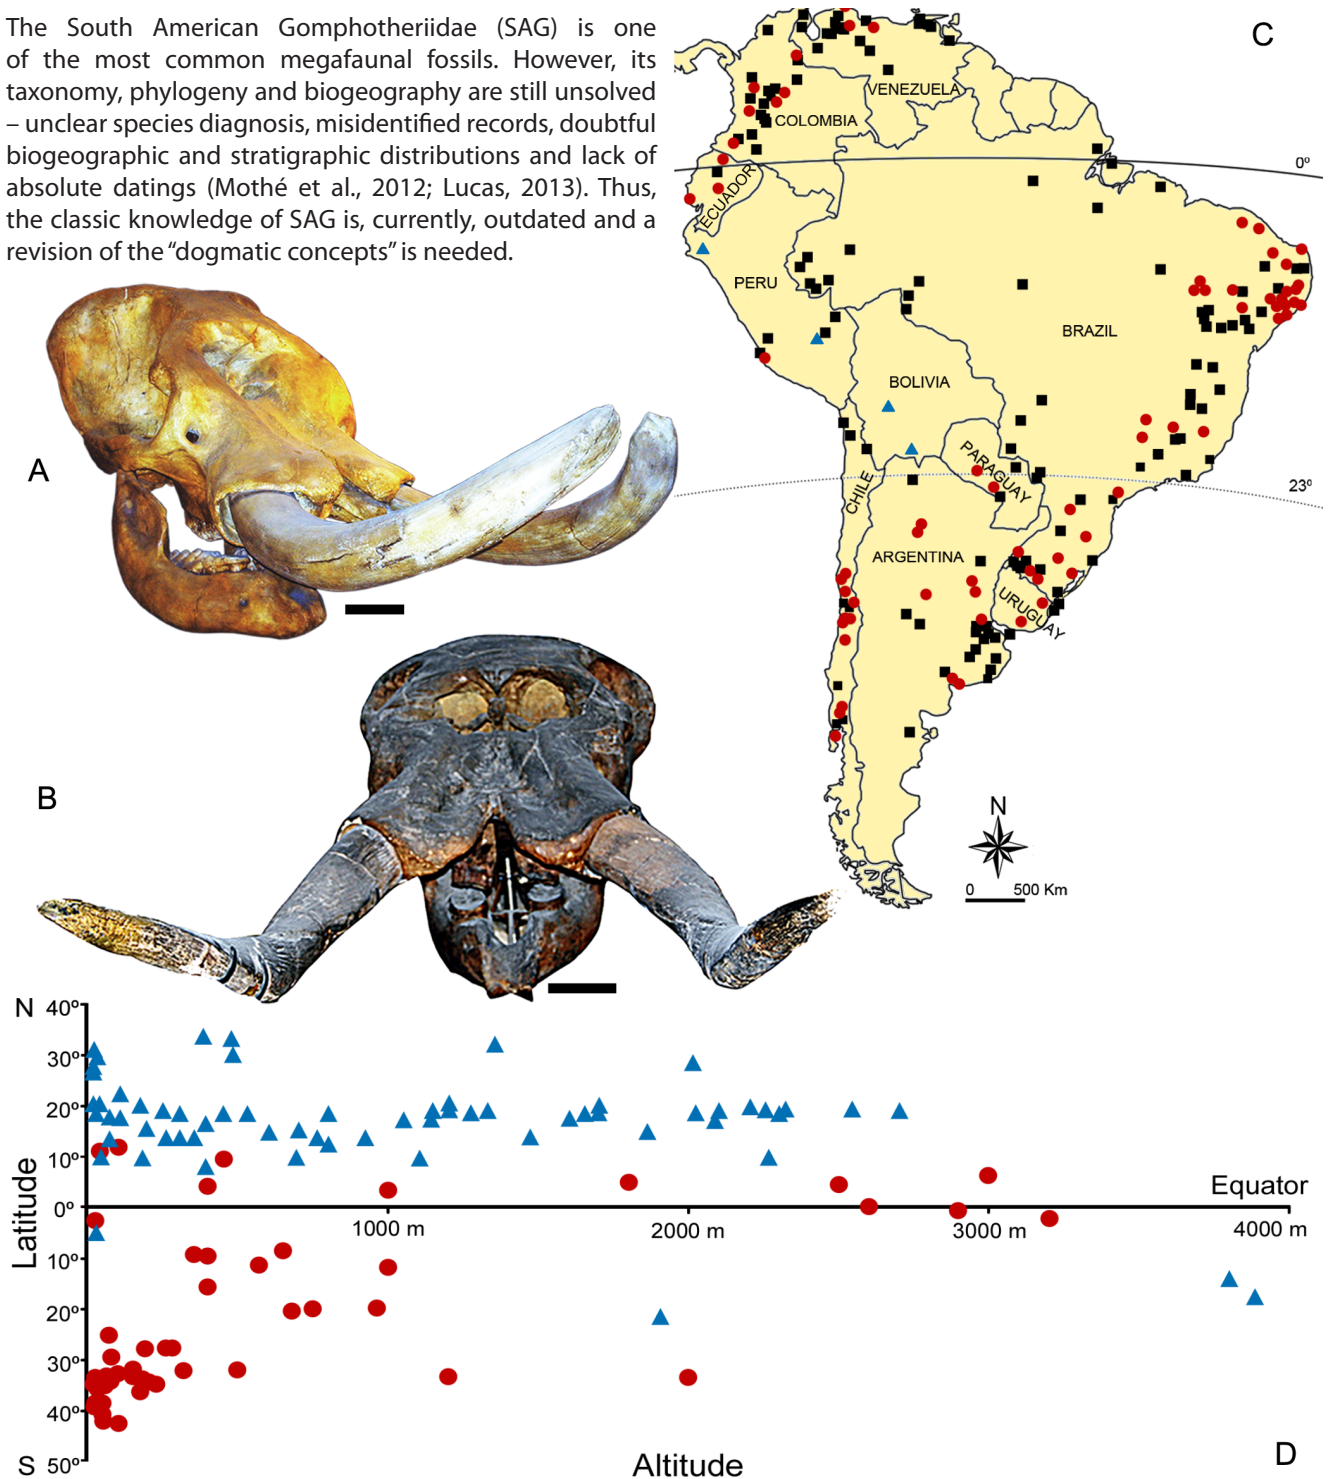 The South American Gomphotheriidae (SAG) is one
of the most common megafaunal fossils. However, its
taxonomy, phylogeny and biogeography are still unsolved
– unclear species diagnosis, misidentified records, doubtful
biogeographic and stratigraphic distributions and lack of
absolute datings (Mothé et al., 2012; Lucas, 2013). Thus,
the classic knowledge of SAG is, currently, outdated and a
revision of the “dogmatic concepts” is needed.
A
B
C
VENEZUELA
COLOMBIA
0º
ECUADOR
PERU
BRAZIL
BOLIVIA
PARAGUAY
CHILE
23º
ARGENTINA
URUGUAY
N
0 500 Km
N 40º
30º
20º
10º
0º
10º
20º
30º
40º
S 50º
Latitude
Equator
1000 m 2000 m 3000 m 4000 m
Altitude
D